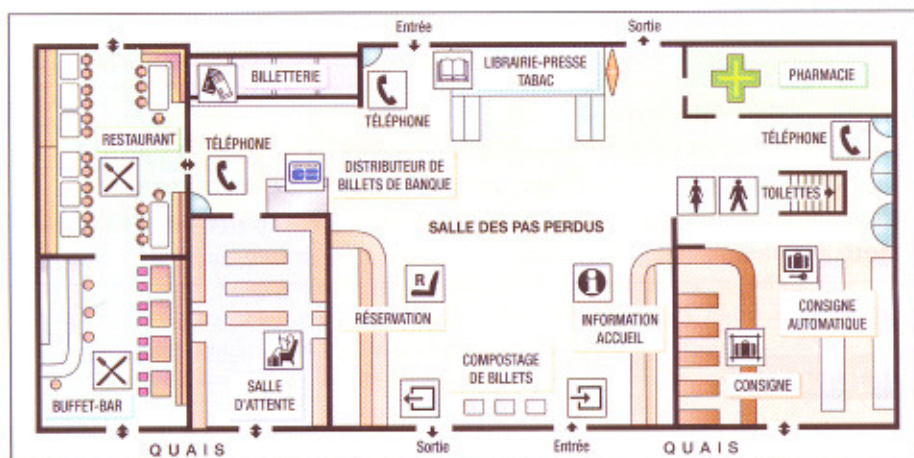 Entrée
Sortie
BILLETTERIE
LIBRAIRIE-PRESSE
TABAC
PHARMACIE
TÉLÉPHONE
RESTAURANT
TÉLÉPHONE
TÉLÉPHONE
DISTRIBUTEUR DE
BILLETS DE BANQUE
TOILETTES
SALLE DES PAS PERDUS
R
RÉSERVATION
i
INFORMATION
ACCUEIL
CONSIGNE
AUTOMATIQUE
COMPOSTAGE
DE BILLETS
SALLE
D'ATTENTE
CONSIGNE
BUFFET-BAR
QUAIS
Sortie
Entrée
QUAIS